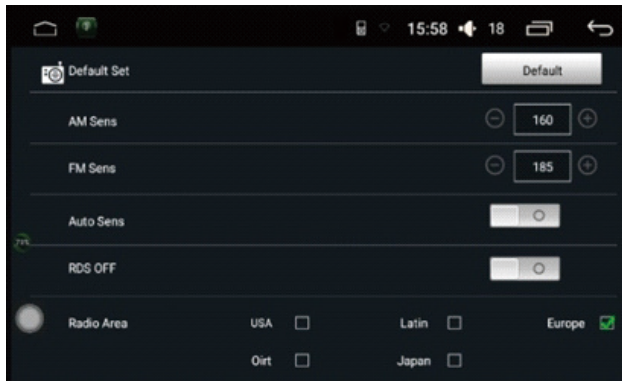 15:58 18
Default Set Default
AM Sens 160
FM Sens 185
Auto Sens
RDS OFF
Radio Area USA Latin Europe
Oirt Japan